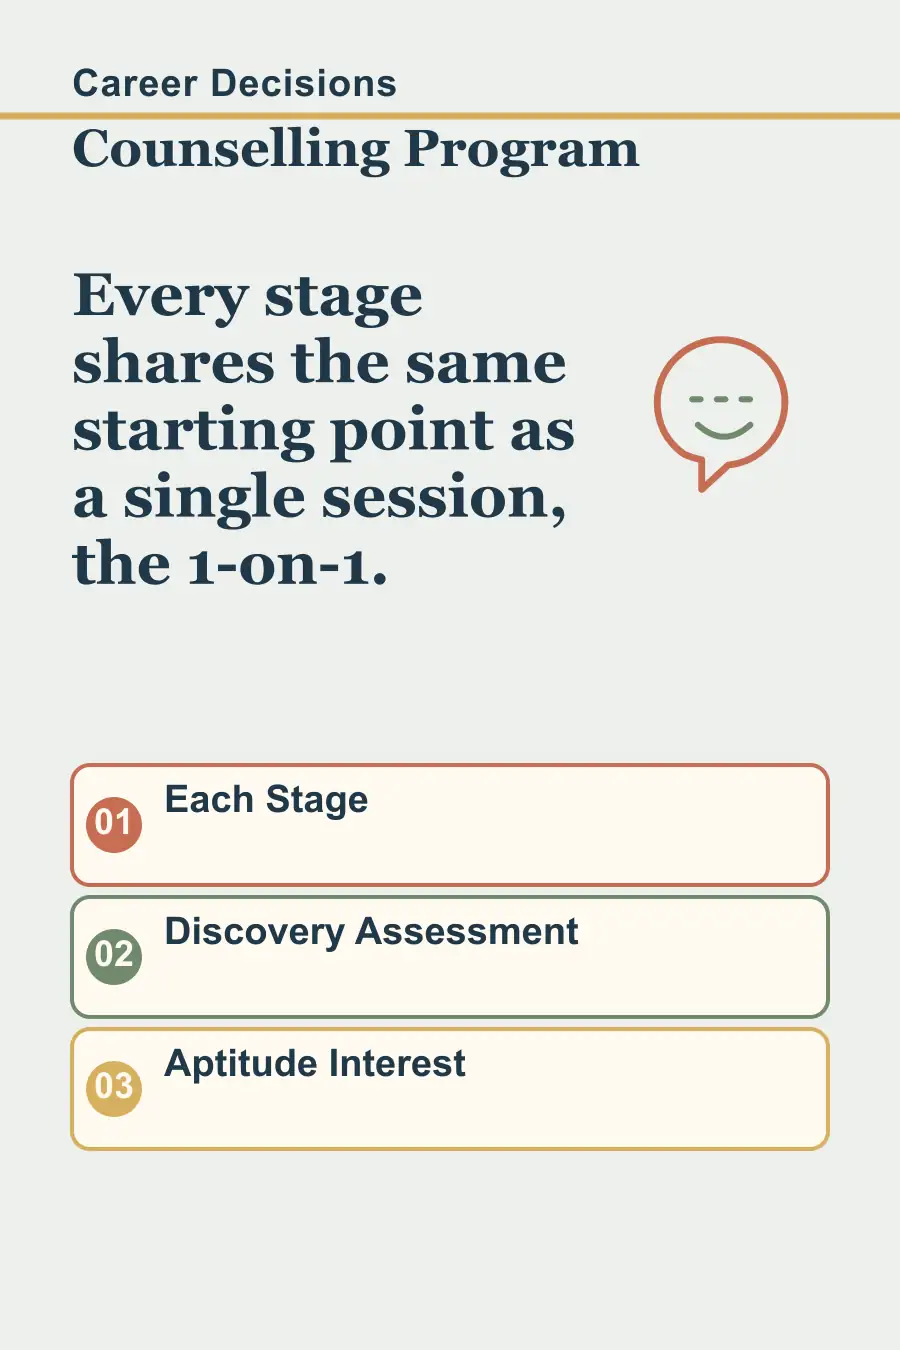 Career Decisions
Counselling Program
Every stage
shares the same
starting point as
a single session,
the 1-on-1.
01 Each Stage
02 Discovery Assessment
03 Aptitude Interest